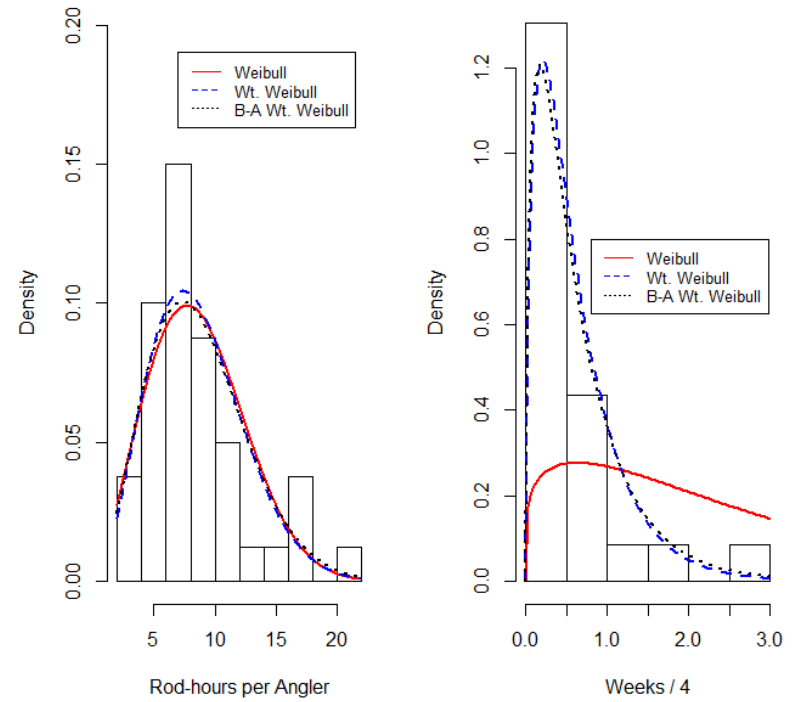 0.20
0.15
0.10
0.05
0.00
Density
Weibull
Wt. Weibull
B-A Wt. Weibull
5 10 15 20
Rod-hours per Angler
1.2
1.0
0.8
0.6
0.4
0.2
0.0
Density
Weibull
Wt. Weibull
B-A Wt. Weibull
0.0 1.0 2.0 3.0
Weeks / 4